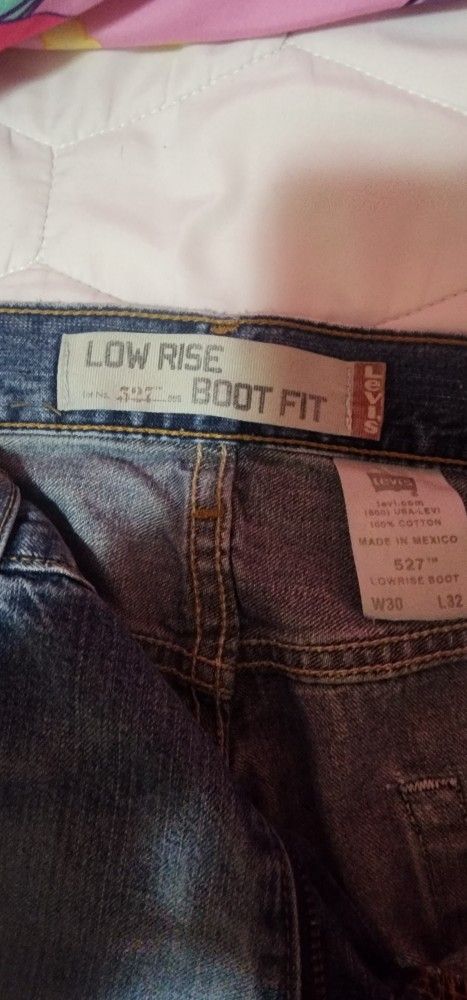 LOW RISE
527™
BOOT FIT
Levi's
Levi's
levi.com
(800) USA-LEVI
100% COTTON
MADE IN MEXICO
527™
LOWRISE BOOT
W30 L32